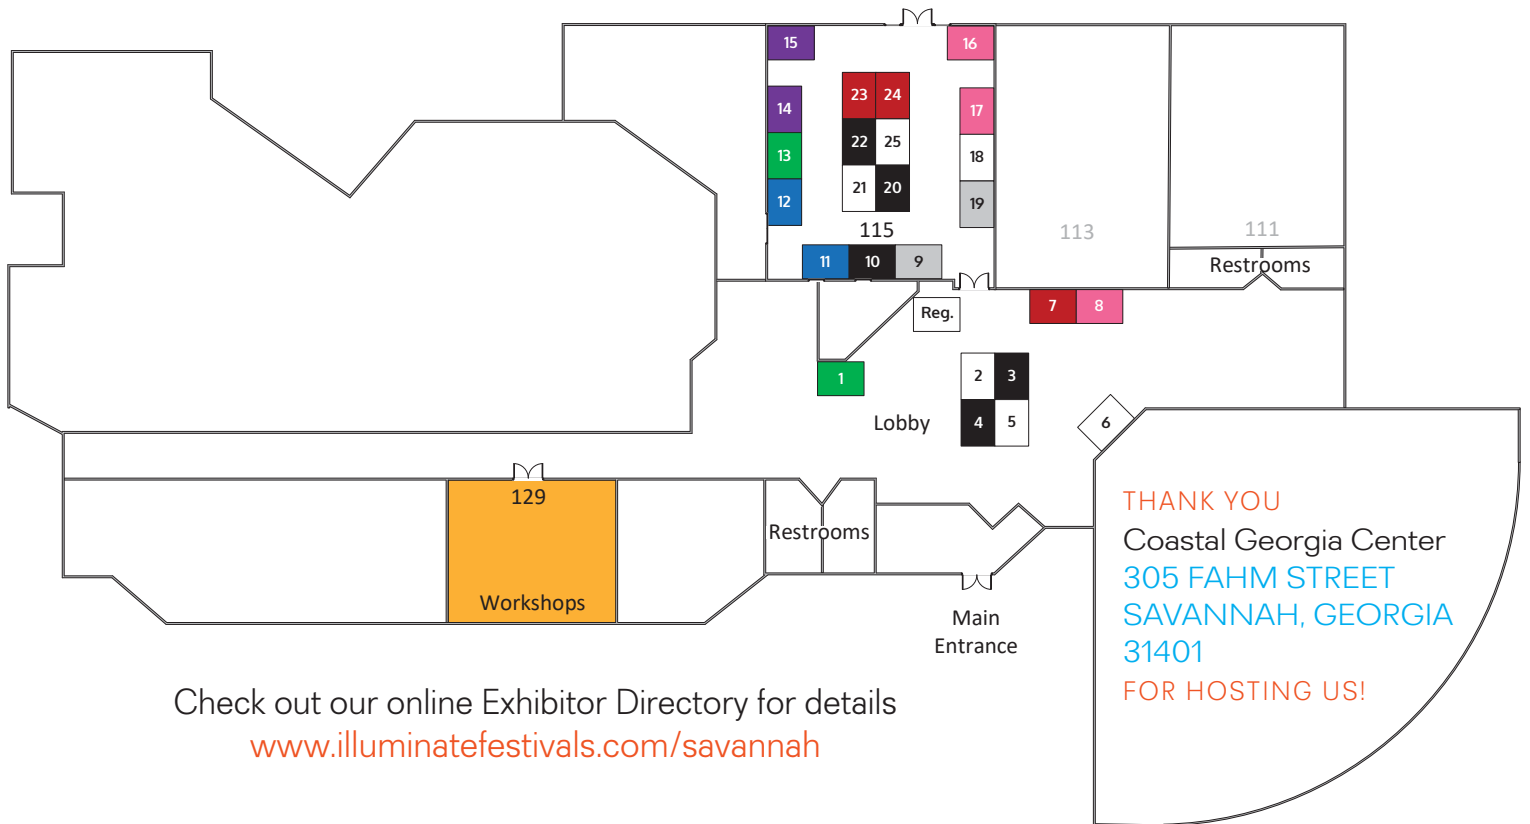 15
16
23
24
14
17
22
25
13
18
21
20
12
19
115
113
111
11
10
9
Restrooms
Reg.
7
8
1
2
3
4
5
Lobby
6
129
Workshops
Restrooms
Main
Entrance
THANK YOU
Coastal Georgia Center
305 FAHM STREET
SAVANNAH, GEORGIA
31401
FOR HOSTING US!
Check out our online Exhibitor Directory for details
www.illuminatefestivals.com/savannah